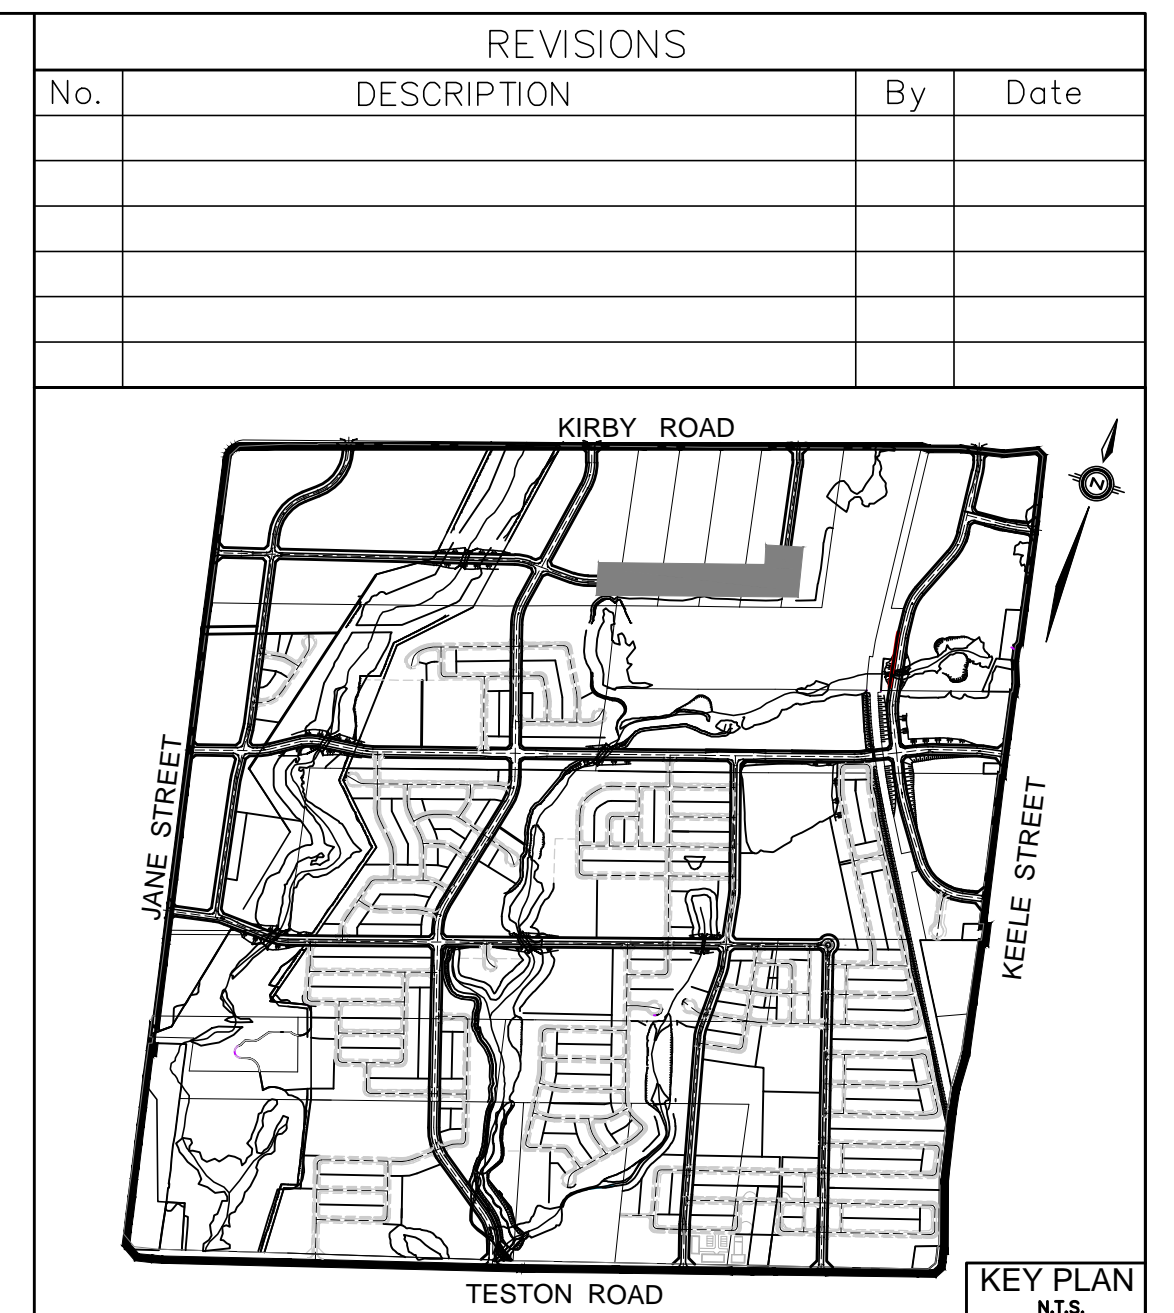 REVISIONS
No. DESCRIPTION By Date
KIRBY ROAD
N
JANE STREET
KEELE STREET
TESTON ROAD
KEY PLAN
N.T.S.